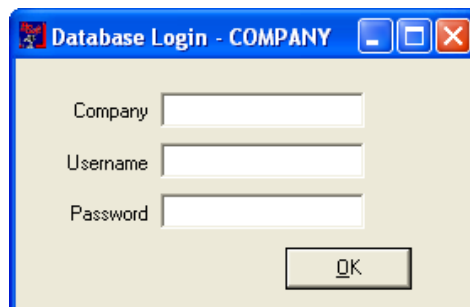 Database Login - COMPANY
Company
Username
Password
OK